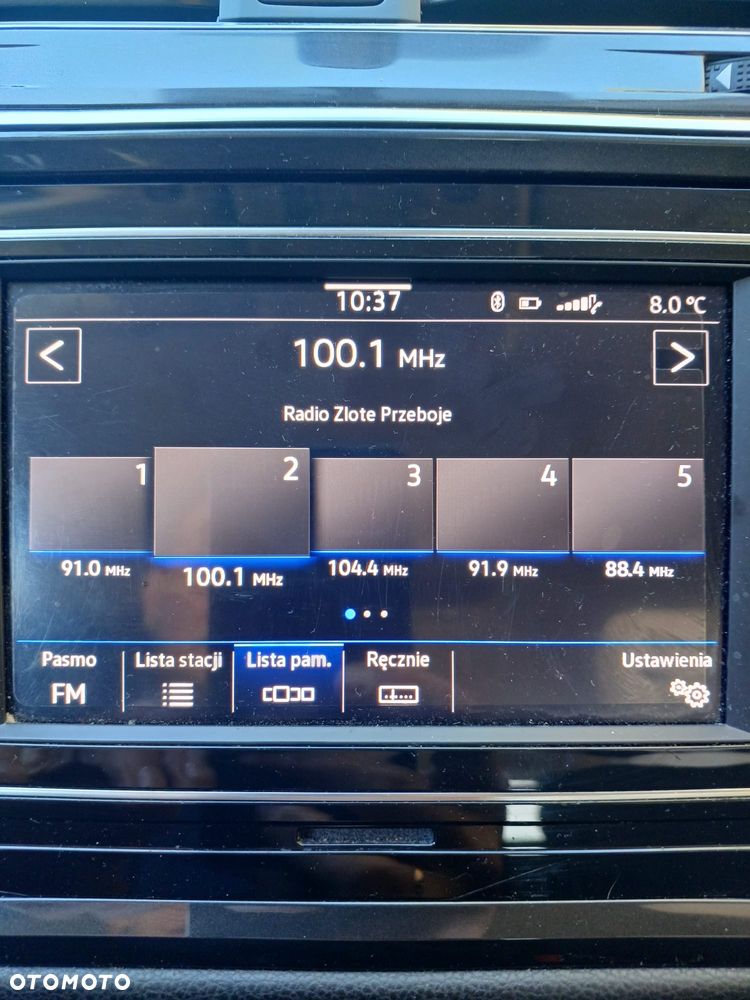 10:37 8.0 °C
< 100.1 MHz >
Radio Zlote Przeboje
1 2 3 4 5
91.0 MHz 100.1 MHz 104.4 MHz 91.9 MHz 88.4 MHz
Pasmo Lista stacji Lista pam. Ręcznie Ustawienia
FM
OTOMOTO